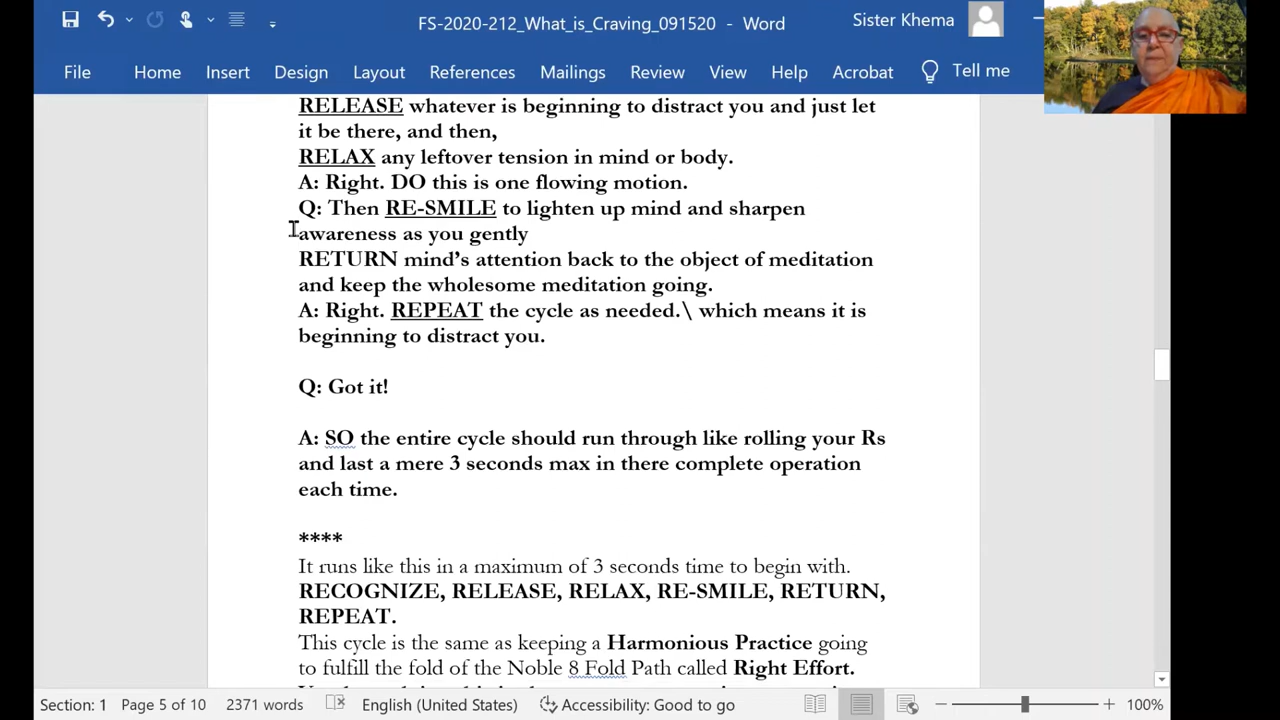 FS-2020-212_What_is_Craving_091520 - Word
Sister Khema
File Home Insert Design Layout References Mailings Review View Help Acrobat Tell me
RELEASE whatever is beginning to distract you and just let
it be there, and then,
RELAX any leftover tension in mind or body.
A: Right. DO this is one flowing motion.
Q: Then RE-SMILE to lighten up mind and sharpen
awareness as you gently
RETURN mind's attention back to the object of meditation
and keep the wholesome meditation going.
A: Right. REPEAT the cycle as needed.\ which means it is
beginning to distract you.
Q: Got it!
A: SO the entire cycle should run through like rolling your Rs
and last a mere 3 seconds max in there complete operation
each time.
****
It runs like this in a maximum of 3 seconds time to begin with.
RECOGNIZE, RELEASE, RELAX, RE-SMILE, RETURN,
REPEAT.
This cycle is the same as keeping a Harmonious Practice going
to fulfill the fold of the Noble 8 Fold Path called Right Effort.
Section: 1 Page 5 of 10 2371 words English (United States) Accessibility: Good to go 100%